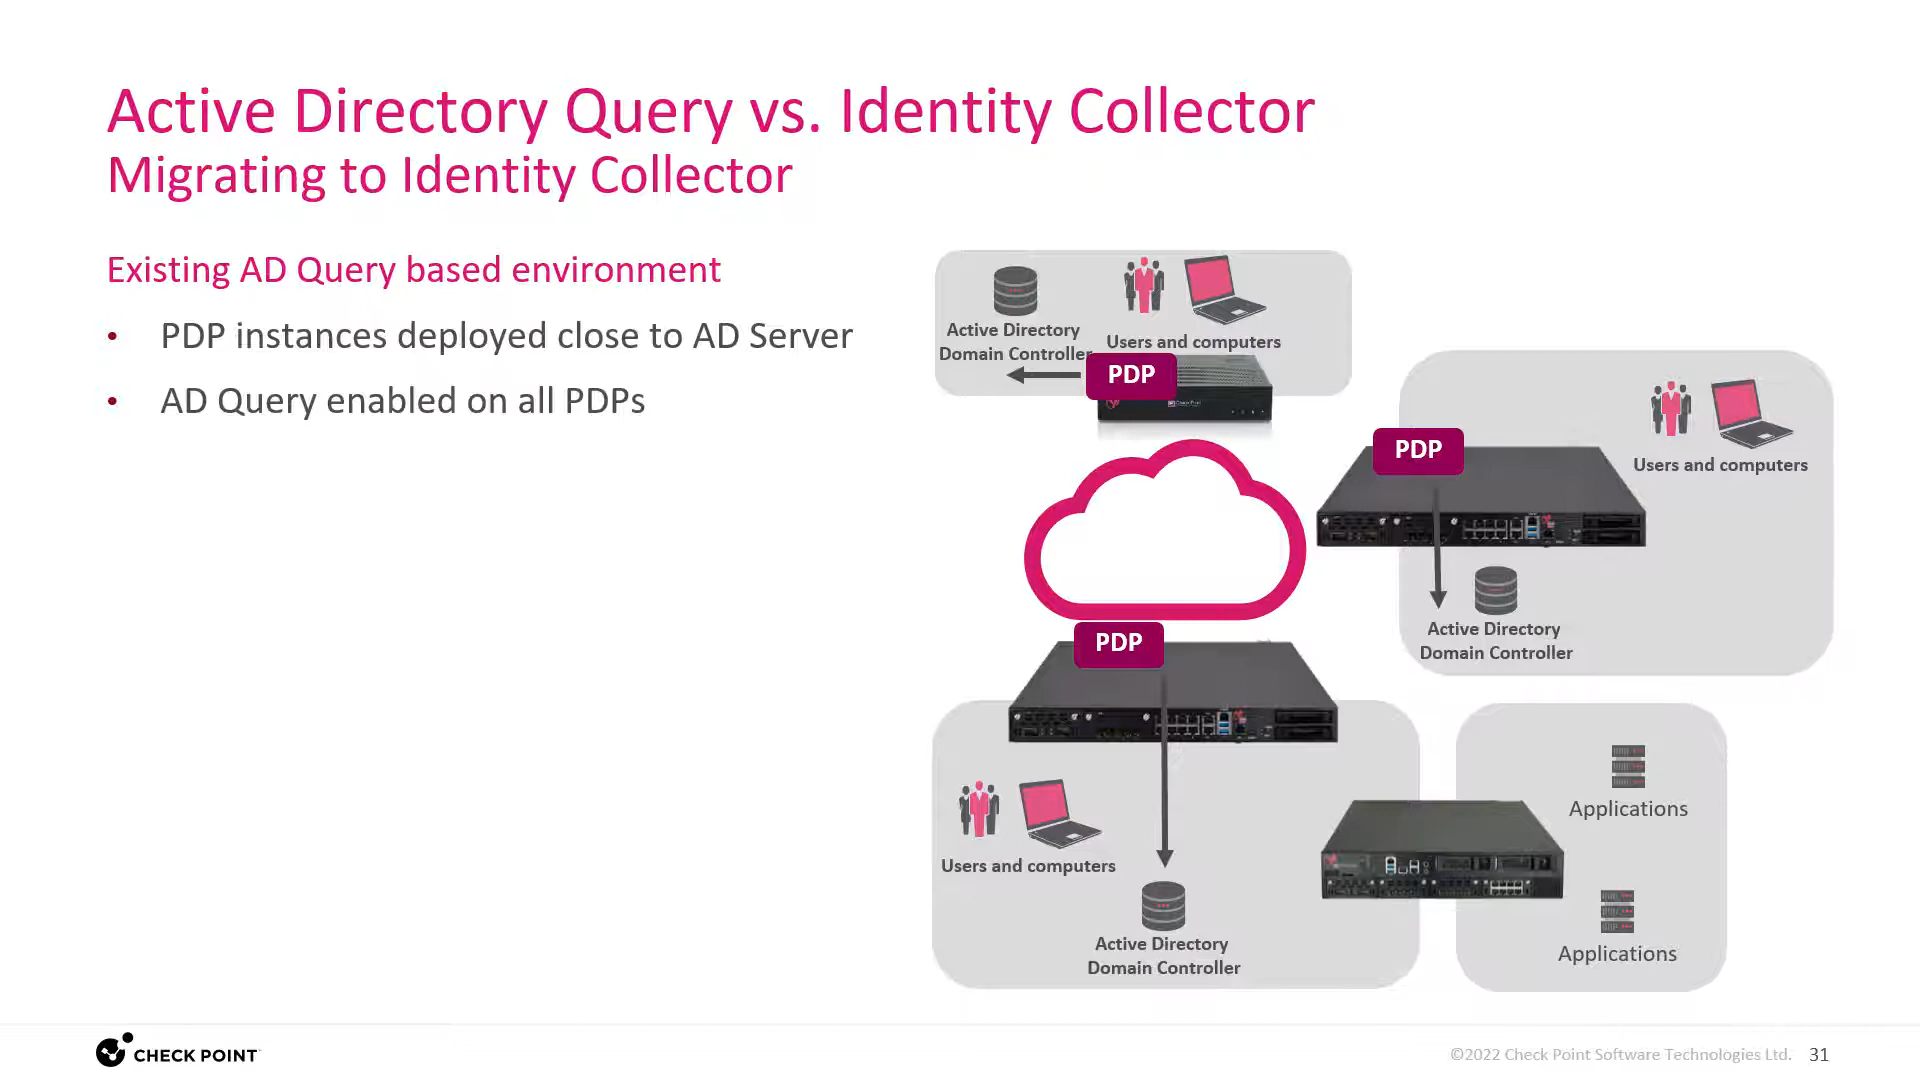 Active Directory Query vs. Identity Collector
Migrating to Identity Collector
Existing AD Query based environment
• PDP instances deployed close to AD Server
• AD Query enabled on all PDPs
Active Directory
Domain Controller
Users and computers
PDP
PDP
Users and computers
Active Directory
Domain Controller
PDP
Users and computers
Active Directory
Domain Controller
Applications
Applications
CHECK POINT
©2022 Check Point Software Technologies Ltd. 31